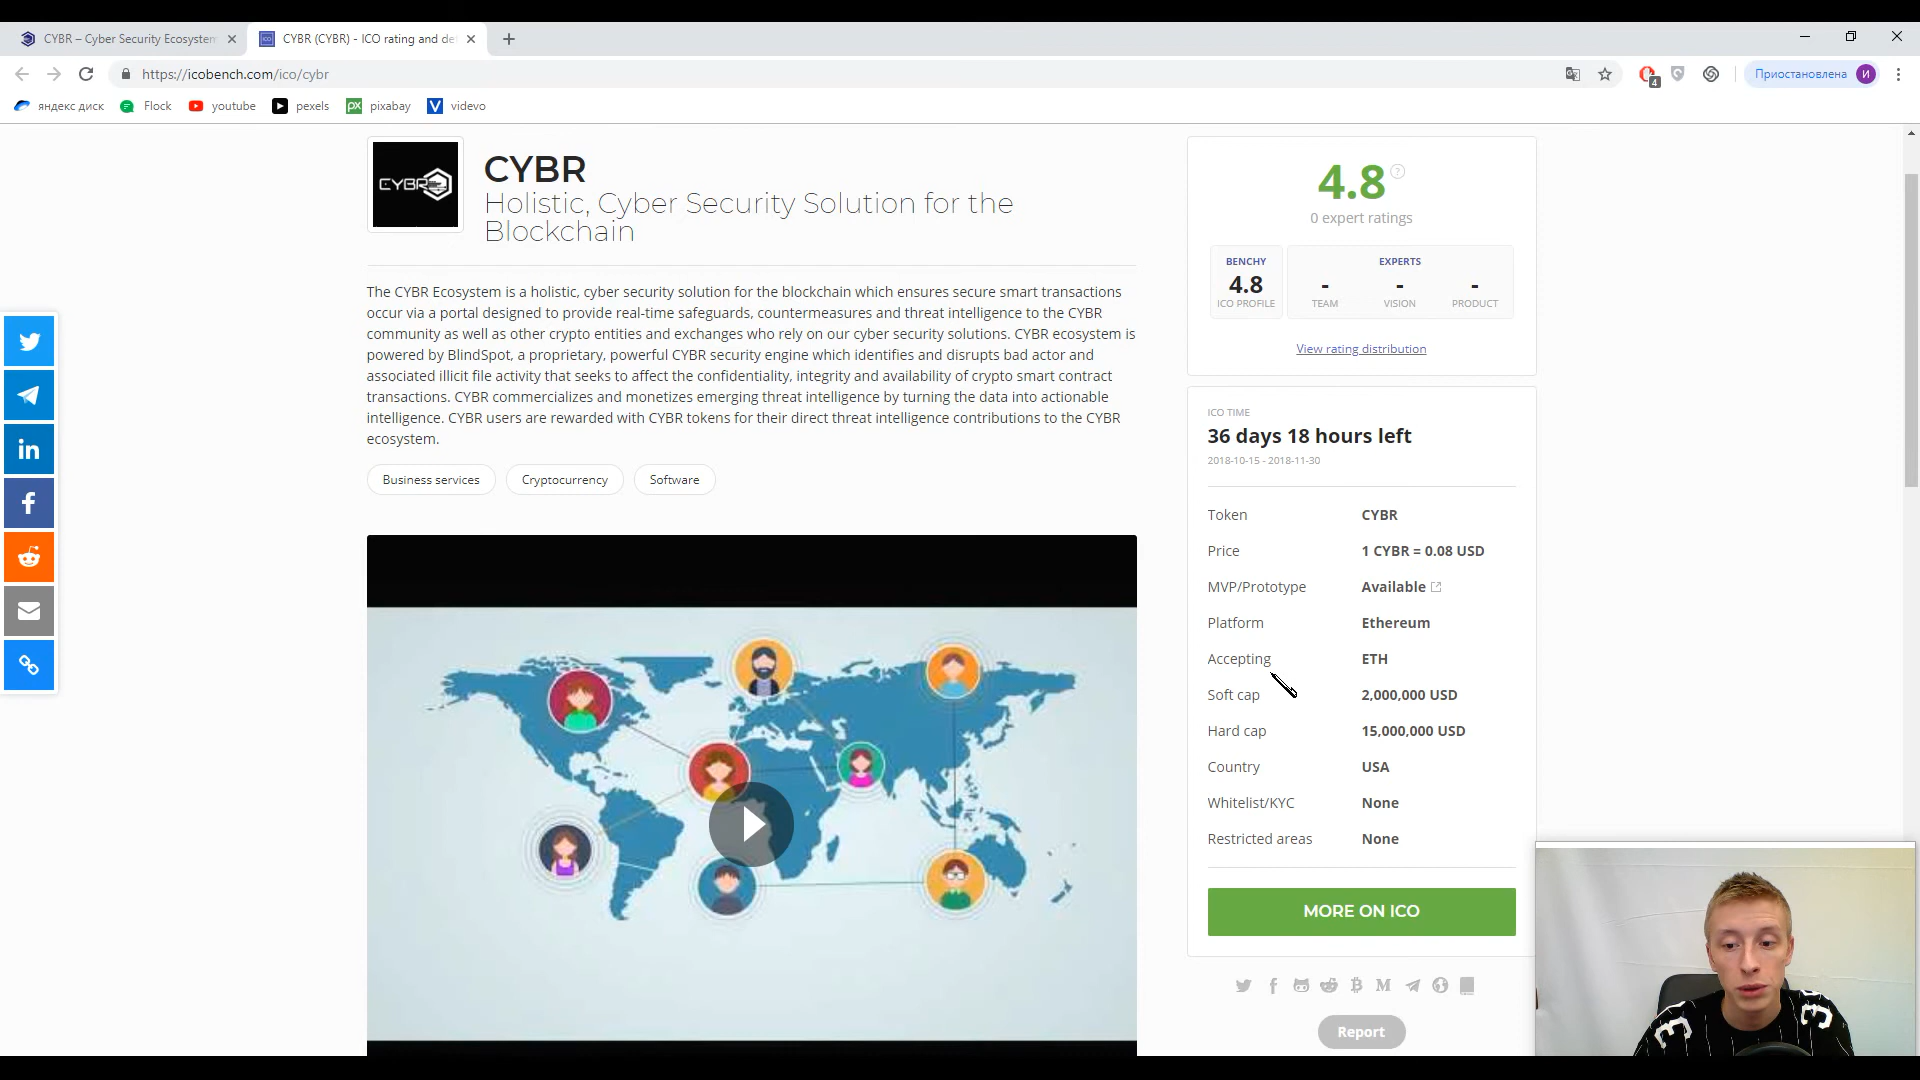 CYBR – Cyber Security Ecosystem
CYBR (CYBR) - ICO rating and de
https://icobench.com/ico/cybr
4
Приостановлена
И
яндекс диск
Flock
youtube
px
pexels
pixabay
V
videvo
CYBR
CYBR
Holistic, Cyber Security Solution for the
Blockchain
The CYBR Ecosystem is a holistic, cyber security solution for the blockchain which ensures secure smart transactions
occur via a portal designed to provide real-time safeguards, countermeasures and threat intelligence to the CYBR
community as well as other crypto entities and exchanges who rely on our cyber security solutions. CYBR ecosystem is
powered by BlindSpot, a proprietary, powerful CYBR security engine which identifies and disrupts bad actor and
associated illicit file activity that seeks to affect the confidentiality, integrity and availability of crypto smart contract
transactions. CYBR commercializes and monetizes emerging threat intelligence by turning the data into actionable
intelligence. CYBR users are rewarded with CYBR tokens for their direct threat intelligence contributions to the CYBR
ecosystem.
Business services
Cryptocurrency
Software
4.8 ?
0 expert ratings
BENCHY
4.8
ICO PROFILE
EXPERTS
- - -
TEAM VISION PRODUCT
View rating distribution
ICO TIME
36 days 18 hours left
2018-10-15 - 2018-11-30
Token CYBR
Price 1 CYBR = 0.08 USD
MVP/Prototype Available
Platform Ethereum
Accepting ETH
Soft cap 2,000,000 USD
Hard cap 15,000,000 USD
Country USA
Whitelist/KYC None
Restricted areas None
MORE ON ICO
Report